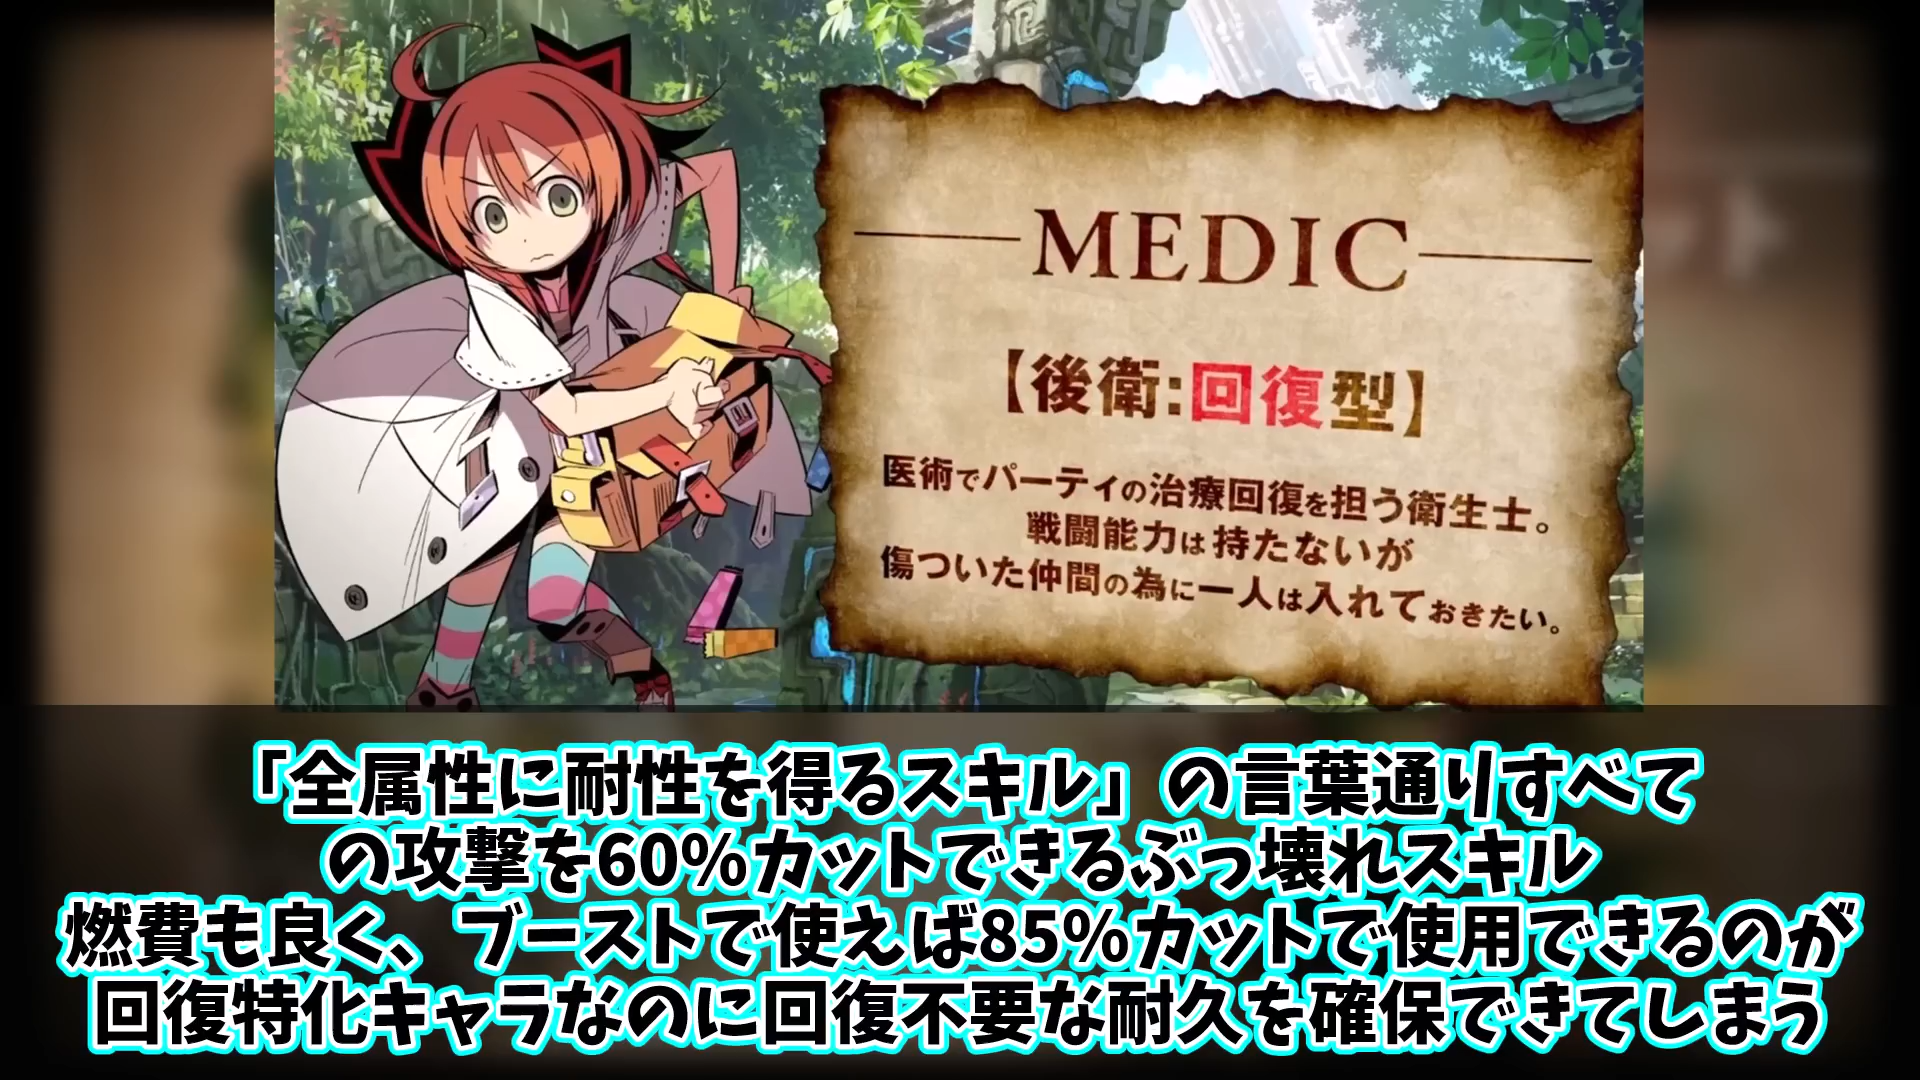 MEDIC
【後衛:回復型】
医術でパーティの治療回復を担う衛生士。
戦闘能力は持たないが
傷ついた仲間の為に一人は入れておきたい。
「全属性に耐性を得るスキル」の言葉通りすべて
の攻撃を60%カットできるぶっ壊れスキル
燃費も良く、ブーストで使えば85%カットで使用できるのが
回復特化キャラなのに回復不要な耐久を確保できてしまう